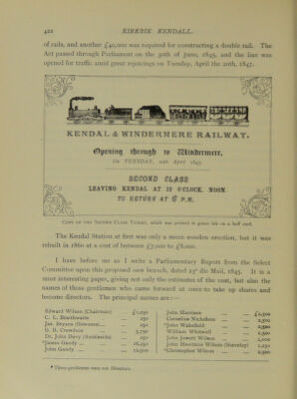 422 KIRKBIE KENDALL.
of rails, and another £40,000 was required for constructing a double rail. The
Act passed through Parliament on the 30th of June, 1845, and the line was
opened for traffic amid great rejoicings on Tuesday, April the 20th, 1847.
KENDAL & WINDERMERE RAILWAY.
Opening through to Windermere,
On TUESDAY, 20th April 1847.
SECOND CLASS
LEAVING KENDAL AT 12 O'CLOCK, NOON.
TO RETURN AT 6 P.M.
COPY OF THE SECOND CLASS TICKET, which was printed in green ink on a buff card.
The Kendal Station at first was only a mean wooden erection, but it was
rebuilt in 1860 at a cost of between £7,000 to £8,000.
I have before me as I write a Parliamentary Report from the Select
Committee upon this proposed new branch, dated 23° die Maii, 1845. It is a
most interesting paper, giving not only the estimates of the cost, but also the
names of those gentlemen who came forward at once to take up shares and
become directors. The principal names are:—
Edward Wilson (Chairman)
C. L. Braithwaite
Jas. Bryans
G. B. Crewdson
Dr. John Davy (Ambleside)
*James Gandy
John Gandy
John Harrison
Cornelius Nicholson
*John Wakefield
William Whitwell
John Jowitt Wilson
John Harrison Wilson (Staveley)
*Christopher Wilson
* These gentlemen were not Directors.